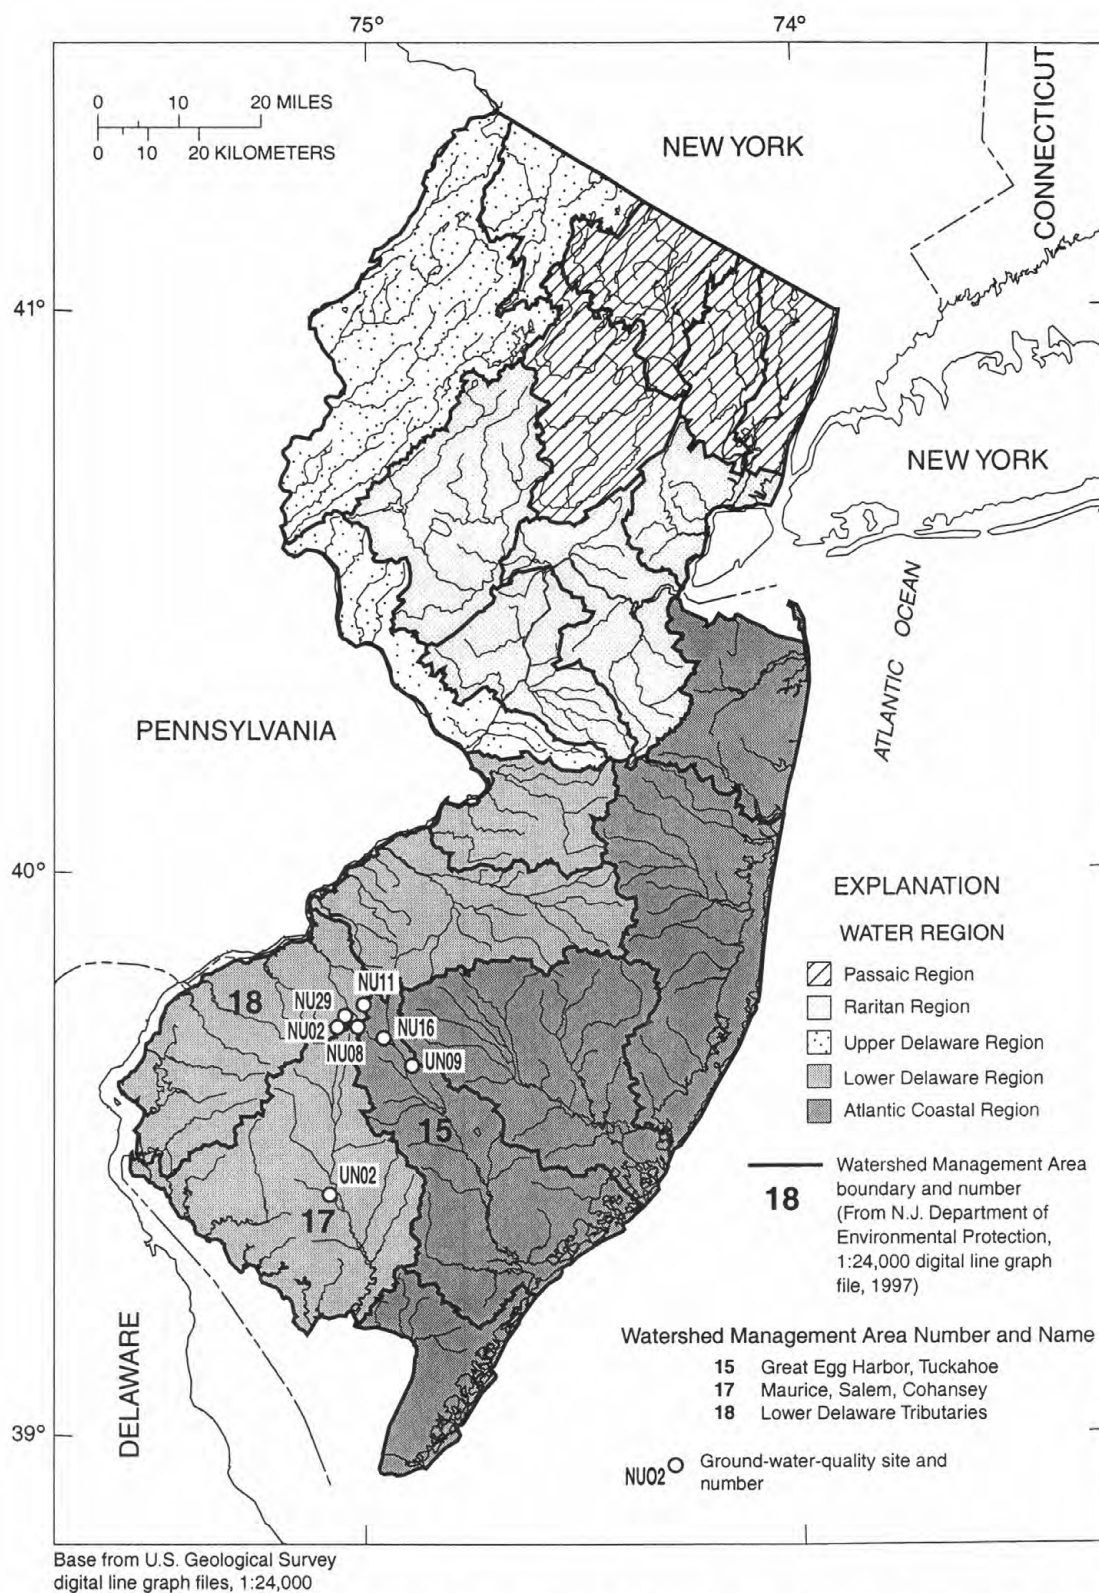 75° 74°
0 10 20 MILES
0 10 20 KILOMETERS
NEW YORK
CONNECTICUT
41°
NEW YORK
ATLANTIC OCEAN
PENNSYLVANIA
40°
EXPLANATION
WATER REGION
Passaic Region
Raritan Region
Upper Delaware Region
Lower Delaware Region
Atlantic Coastal Region
18
NU11
NU29
NU02
NU16
NU08
UN09
15
UN02
17
Watershed Management Area
boundary and number
18
(From N.J. Department of
Environmental Protection,
1:24,000 digital line graph
file, 1997)
DELAWARE
Watershed Management Area Number and Name
15 Great Egg Harbor, Tuckahoe
17 Maurice, Salem, Cohansey
18 Lower Delaware Tributaries
39°
NU02 Ground-water-quality site and
number
Base from U.S. Geological Survey
digital line graph files, 1:24,000